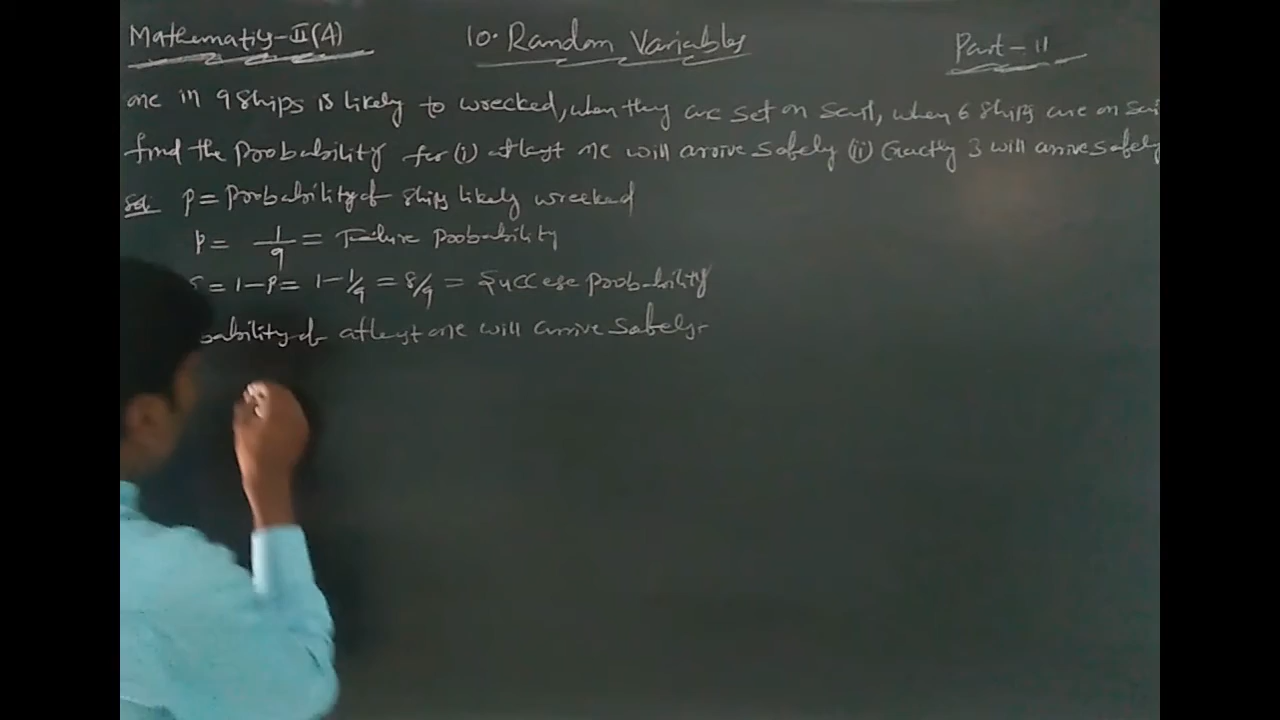 Mathematics-II(A) 10. Random Variables Part-11
one in 9 ships is likely to wrecked, when they are set on sail, when 6 ships are on sail
find the probability for (i) atleast one will arrive safely (ii) Exactly 3 will arrive safely
Sol P = Probability of ships likely wrecked
P = 1/9 = Failure probability
= 1-P = 1-1/9 = 8/9 = Success probability
bability of atleast one will arrive safely-